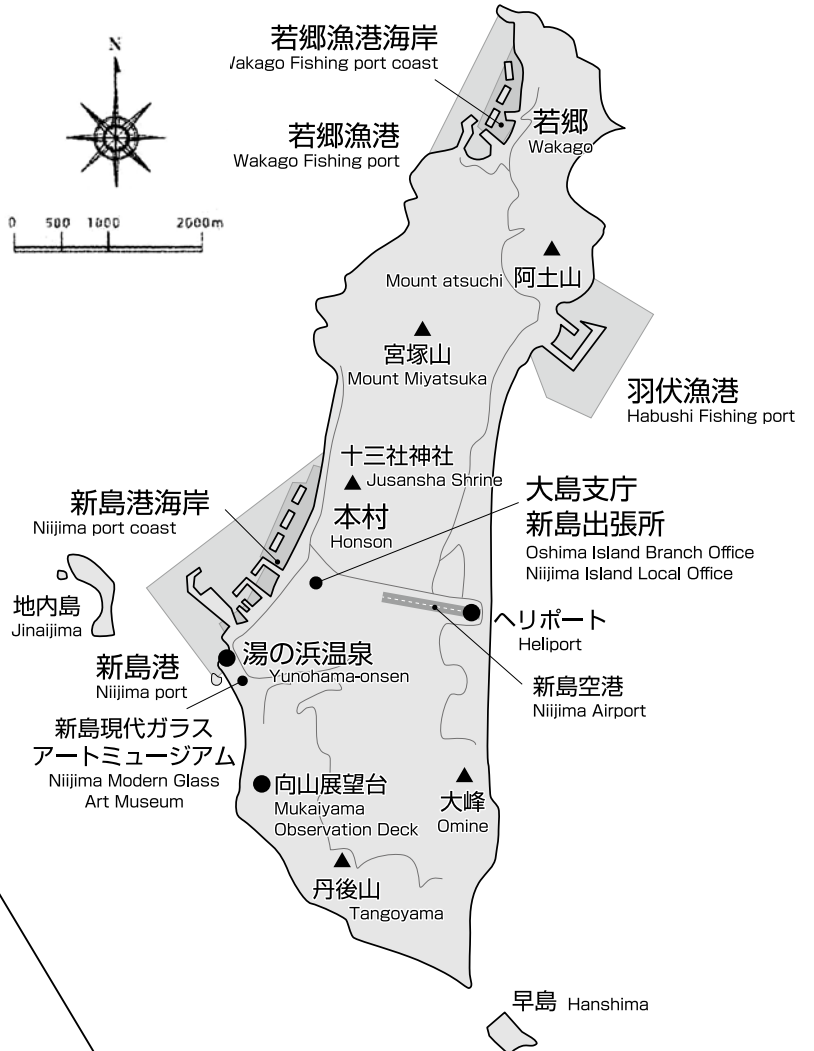 N
0 500 1000 2000m
若郷漁港海岸
Wakago Fishing port coast
若郷漁港
Wakago Fishing port
若郷
Wakago
Mount atsuchi 阿土山
宮塚山
Mount Miyatsuka
羽伏漁港
Habushi Fishing port
十三社神社
Jusansha Shrine
本村
Honson
新島港海岸
Niijima port coast
大島支庁
新島出張所
Oshima Island Branch Office
Niijima Island Local Office
地内島
Jinaijima
ヘリポート
Heliport
新島港
Niijima port
湯の浜温泉
Yunohama-onsen
新島空港
Niijima Airport
新島現代ガラス
アートミュージアム
Niijima Modern Glass
Art Museum
向山展望台
Mukaiyama
Observation Deck
大峰
Omine
丹後山
Tangoyama
早島 Hanshima